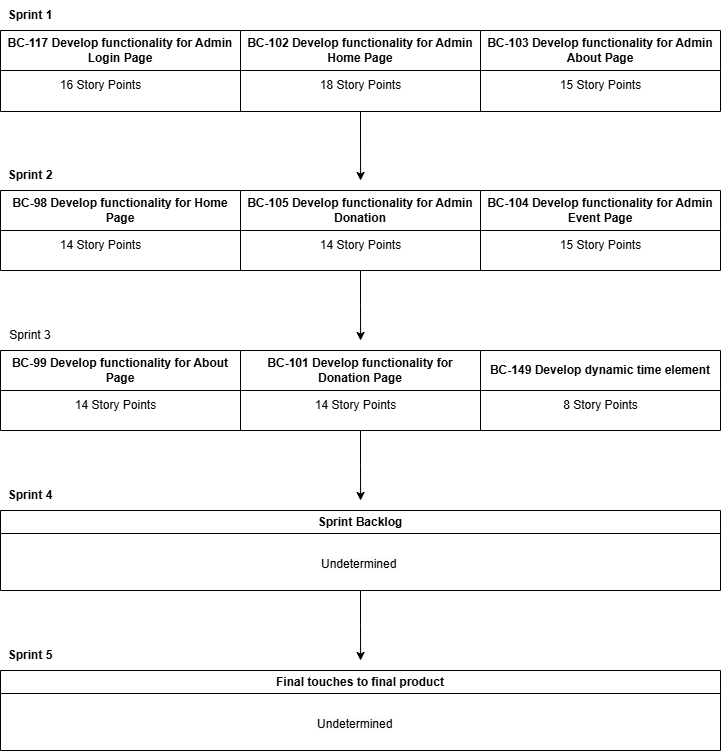 Sprint 1
BC-117 Develop functionality for Admin
Login Page
BC-102 Develop functionality for Admin
Home Page
BC-103 Develop functionality for Admin
About Page
16 Story Points
18 Story Points
15 Story Points
Sprint 2
BC-98 Develop functionality for Home
Page
BC-105 Develop functionality for Admin
Donation
BC-104 Develop functionality for Admin
Event Page
14 Story Points
14 Story Points
15 Story Points
Sprint 3
BC-99 Develop functionality for About
Page
BC-101 Develop functionality for
Donation Page
BC-149 Develop dynamic time element
14 Story Points
14 Story Points
8 Story Points
Sprint 4
Sprint Backlog
Undetermined
Sprint 5
Final touches to final product
Undetermined